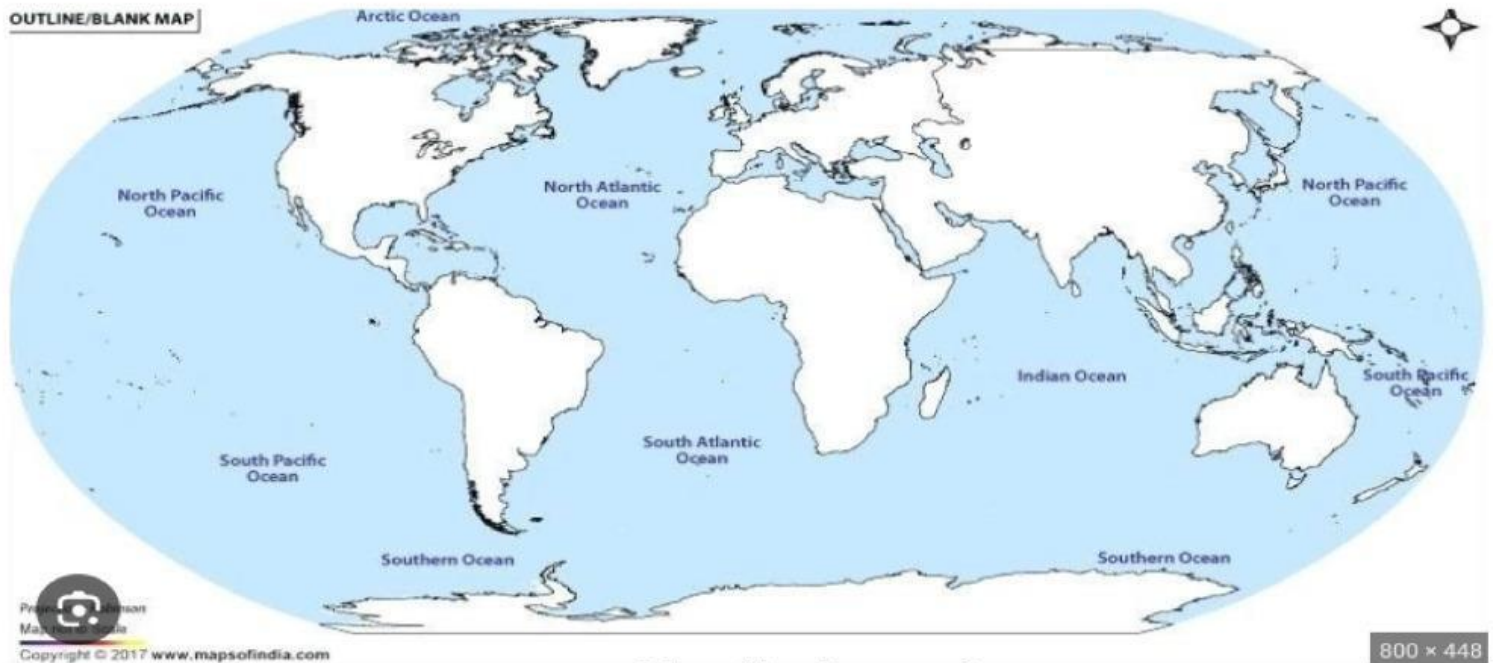 OUTLINE/BLANK MAP
Arctic Ocean
North Pacific
Ocean
North Atlantic
Ocean
North Pacific
Ocean
Indian Ocean
South Pacific
Ocean
South Atlantic
Ocean
South Pacific
Ocean
Southern Ocean
Southern Ocean
Map
Copyright © 2017 www.mapsofindia.com
800 × 448